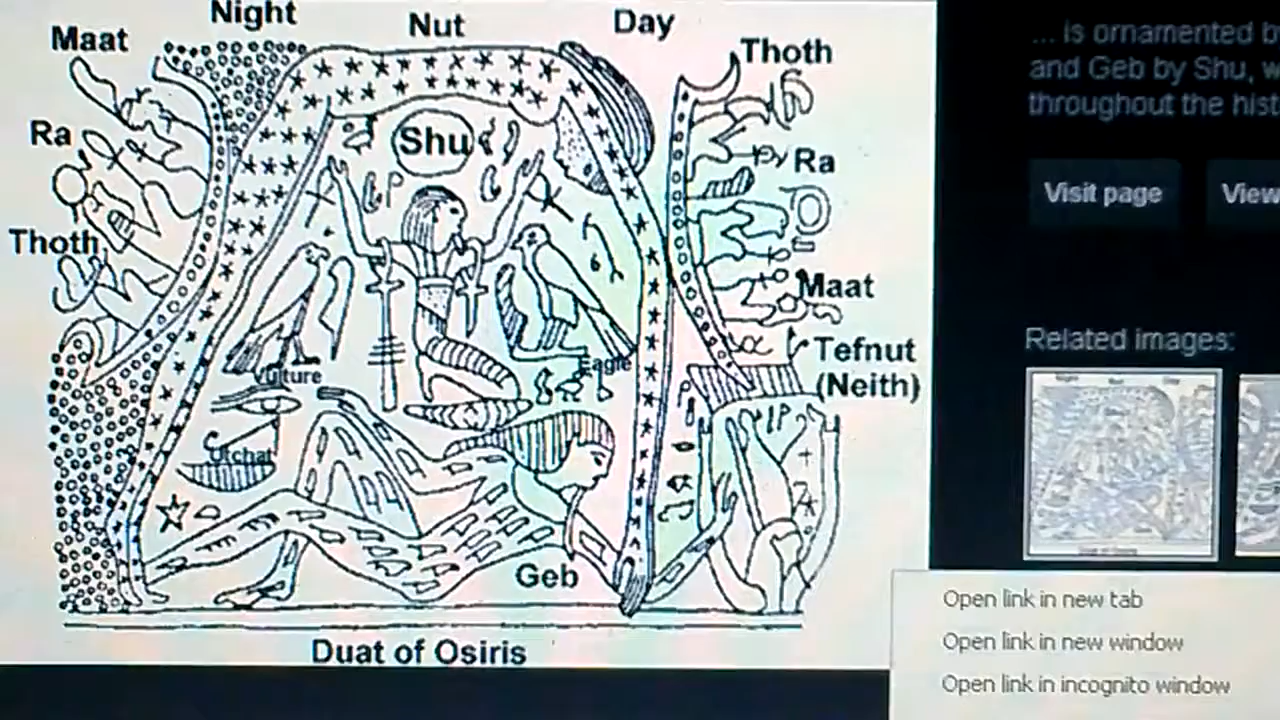 Night
Nut
Day
Maat
Thoth
Ra
Shu
Ra
Thoth
Maat
Tefnut
(Neith)
Eagle
Vulture
Utchat
Geb
Duat of Osiris
... is ornamented b
and Geb by Shu, w
throughout the hist
Visit page
View
Related images:
Open link in new tab
Open link in new window
Open link in incognito window